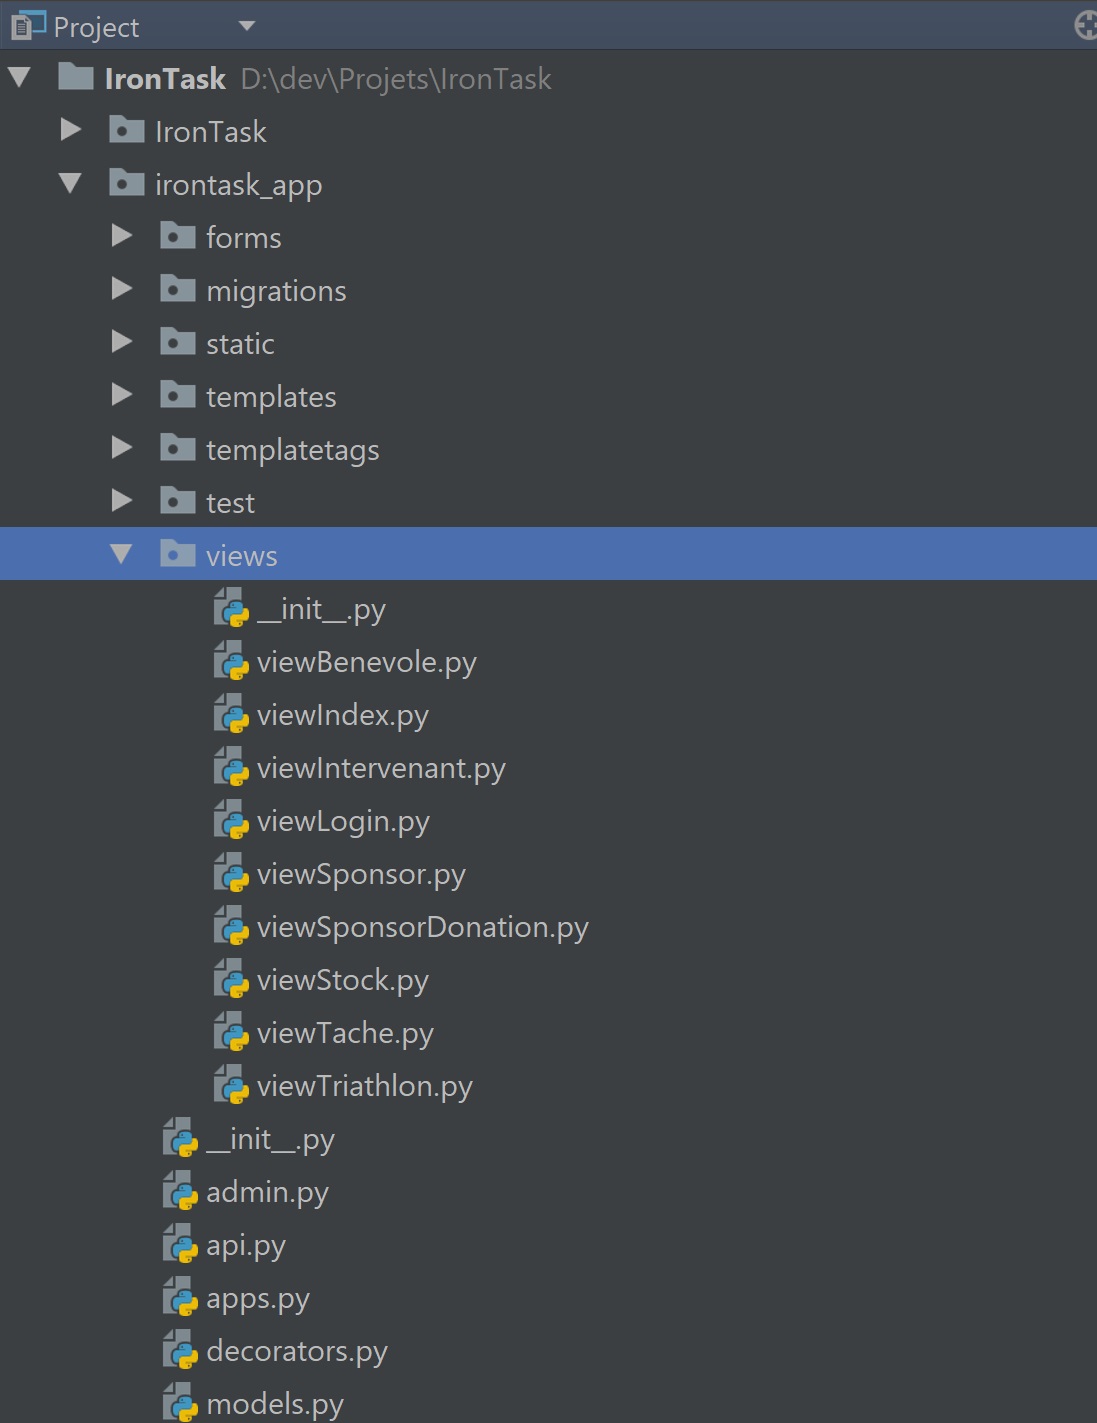 Project
IronTask D:\dev\Projets\IronTask
IronTask
irontask_app
forms
migrations
static
templates
templatetags
test
views
__init__.py
viewBenevole.py
viewIndex.py
viewIntervenant.py
viewLogin.py
viewSponsor.py
viewSponsorDonation.py
viewStock.py
viewTache.py
viewTriathlon.py
__init__.py
admin.py
api.py
apps.py
decorators.py
models.py